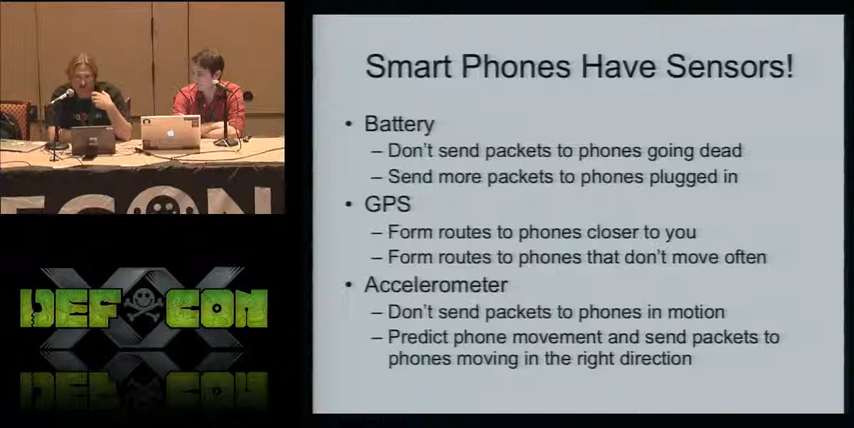 Smart Phones Have Sensors!
• Battery
– Don't send packets to phones going dead
– Send more packets to phones plugged in
• GPS
– Form routes to phones closer to you
– Form routes to phones that don't move often
• Accelerometer
– Don't send packets to phones in motion
– Predict phone movement and send packets to
phones moving in the right direction
CON
XX
DEF CON